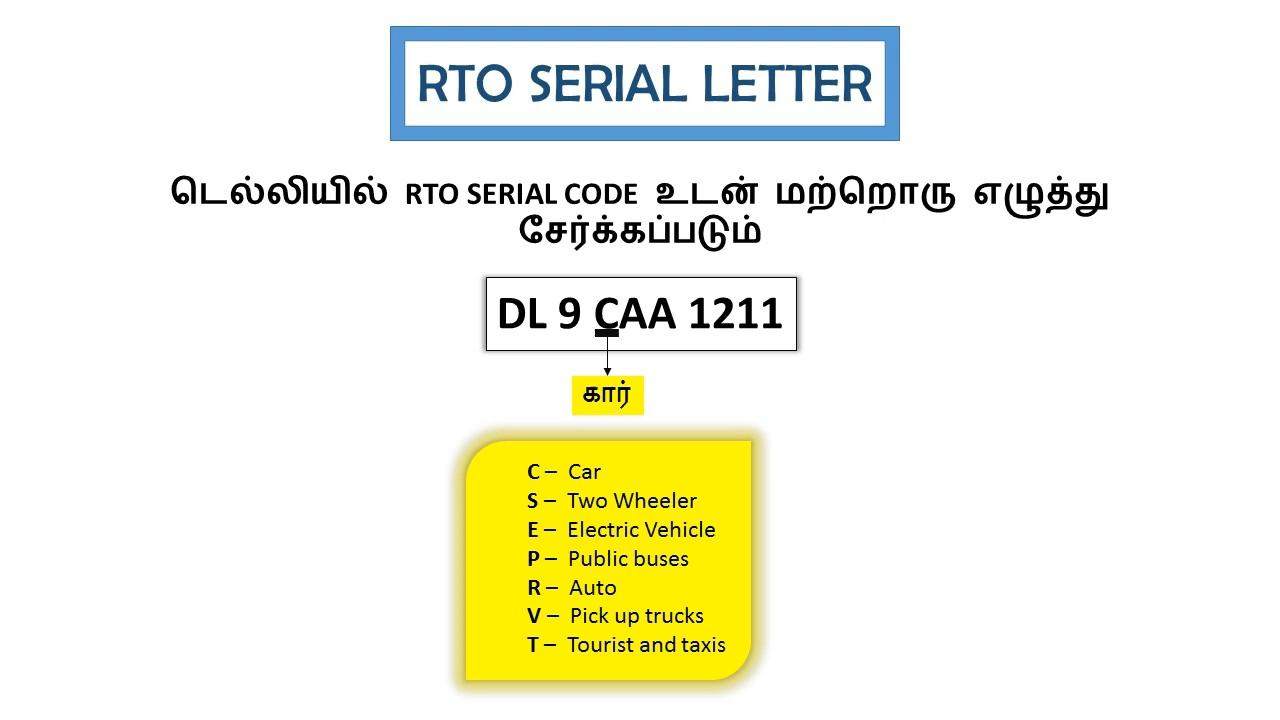 RTO SERIAL LETTER
டெல்லியில் RTO SERIAL CODE உடன் மற்றொரு எழுத்து
சேர்க்கப்படும்
DL 9 CAA 1211
கார்
C – Car
S – Two Wheeler
E – Electric Vehicle
P – Public buses
R – Auto
V – Pick up trucks
T – Tourist and taxis